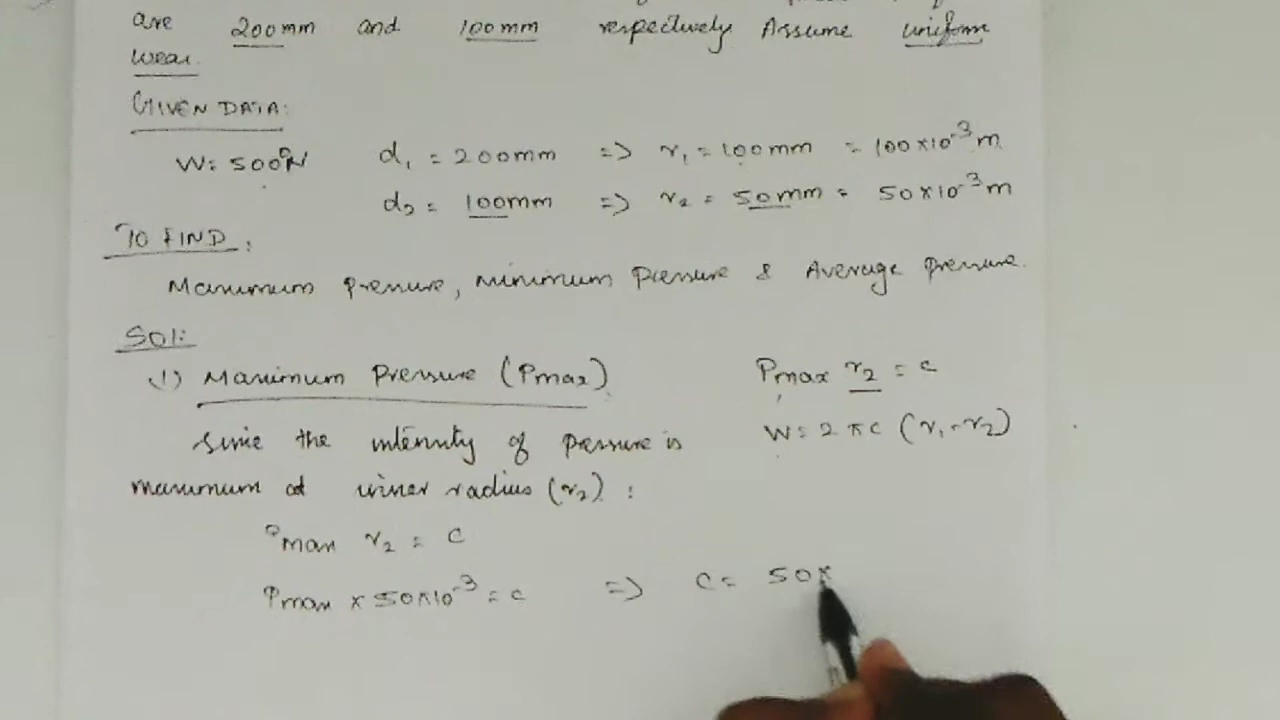 are 200mm and 100mm respectively Assume uniform
wear.
GIVEN DATA:
W= 500N d₁ = 200mm => r₁ = 100mm = 100×10⁻³m
d₂ = 100mm => r₂ = 50mm = 50×10⁻³m
TO FIND:
Maximum pressure, minimum pressure & Average pressure.
Sol:
(1) Maximum Pressure (Pmax)
Pmax r₂ = c
since the intensity of pressure is
W= 2πc (r₁-r₂)
maximum at inner radius (r₂) :
Pmax r₂ = c
Pmax × 50×10⁻³ = c => c = 50×